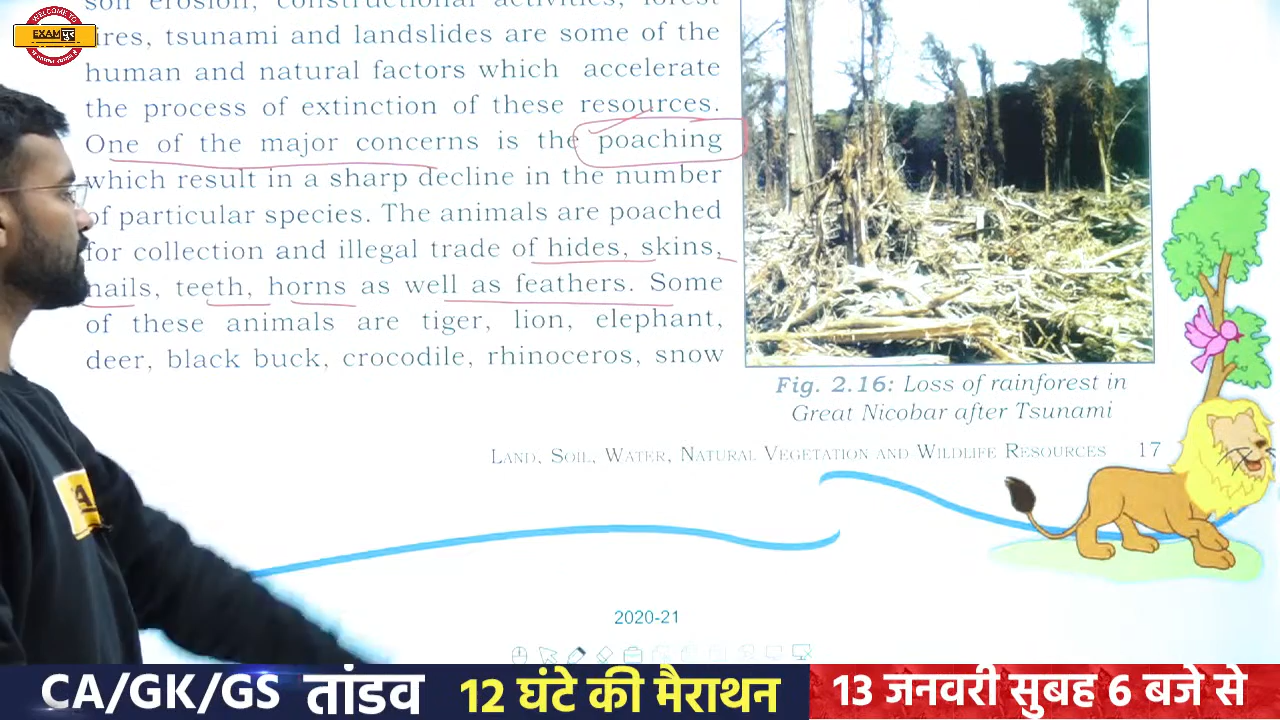 WELCOME TO
EXAM पुर
soil erosion, constructional activities, forest
fires, tsunami and landslides are some of the
human and natural factors which accelerate
the process of extinction of these resources.
One of the major concerns is the poaching
which result in a sharp decline in the number
of particular species. The animals are poached
for collection and illegal trade of hides, skins,
nails, teeth, horns as well as feathers. Some
of these animals are tiger, lion, elephant,
deer, black buck, crocodile, rhinoceros, snow
Fig. 2.16: Loss of rainforest in
Great Nicobar after Tsunami
LAND, SOIL, WATER, NATURAL VEGETATION AND WILDLIFE RESOURCES 17
2020-21
CA/GK/GS तांडव 12 घंटे की मैराथन 13 जनवरी सुबह 6 बजे से